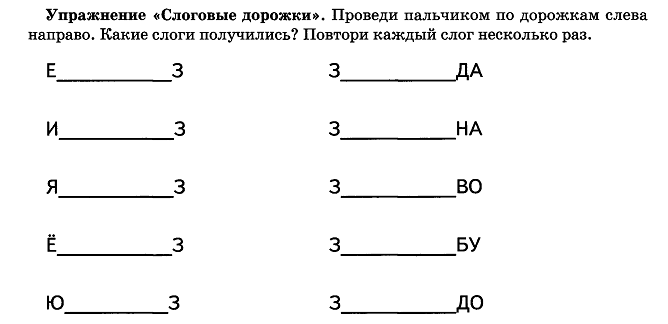 Упражнение «Слоговые дорожки». Проведи пальчиком по дорожкам слева
направо. Какие слоги получились? Повтори каждый слог несколько раз.
Е__________З З__________ДА
И__________З З__________НА
Я__________З З__________ВО
Ё__________З З__________БУ
Ю__________З З__________ДО